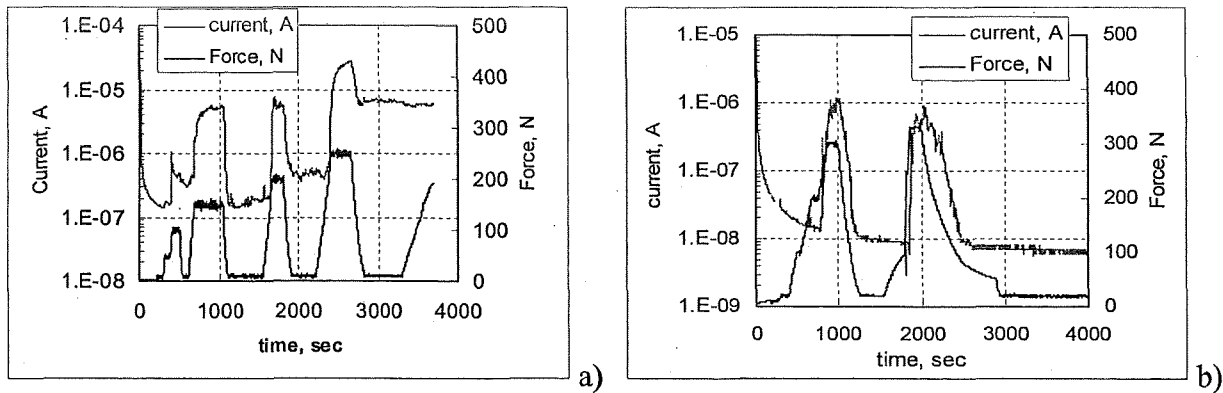 current, A
Force, N
1.E-04
1.E-05
1.E-06
1.E-07
1.E-08
Current, A
500
400
300
200
100
0
Force, N
0 1000 2000 3000 4000
time, sec
a)
current, A
Force, N
1.E-05
1.E-06
1.E-07
1.E-08
1.E-09
current, A
500
400
300
200
100
0
Force, N
0 1000 2000 3000 4000
time, sec
b)